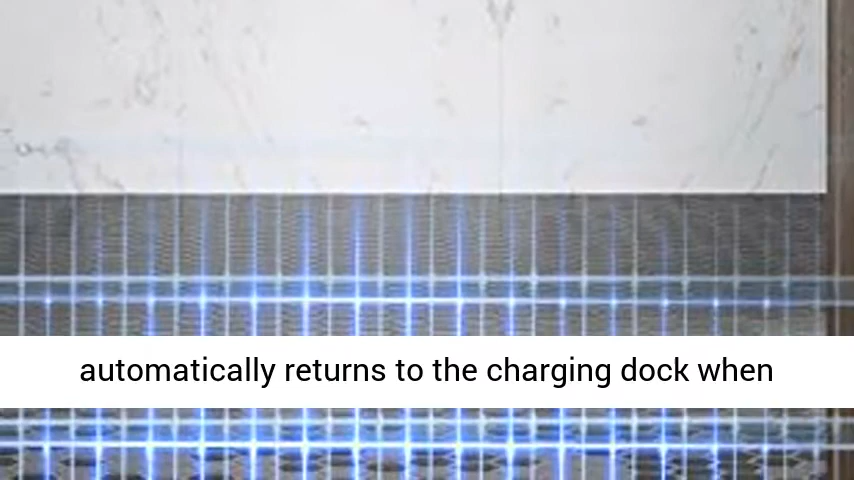 automatically returns to the charging dock when